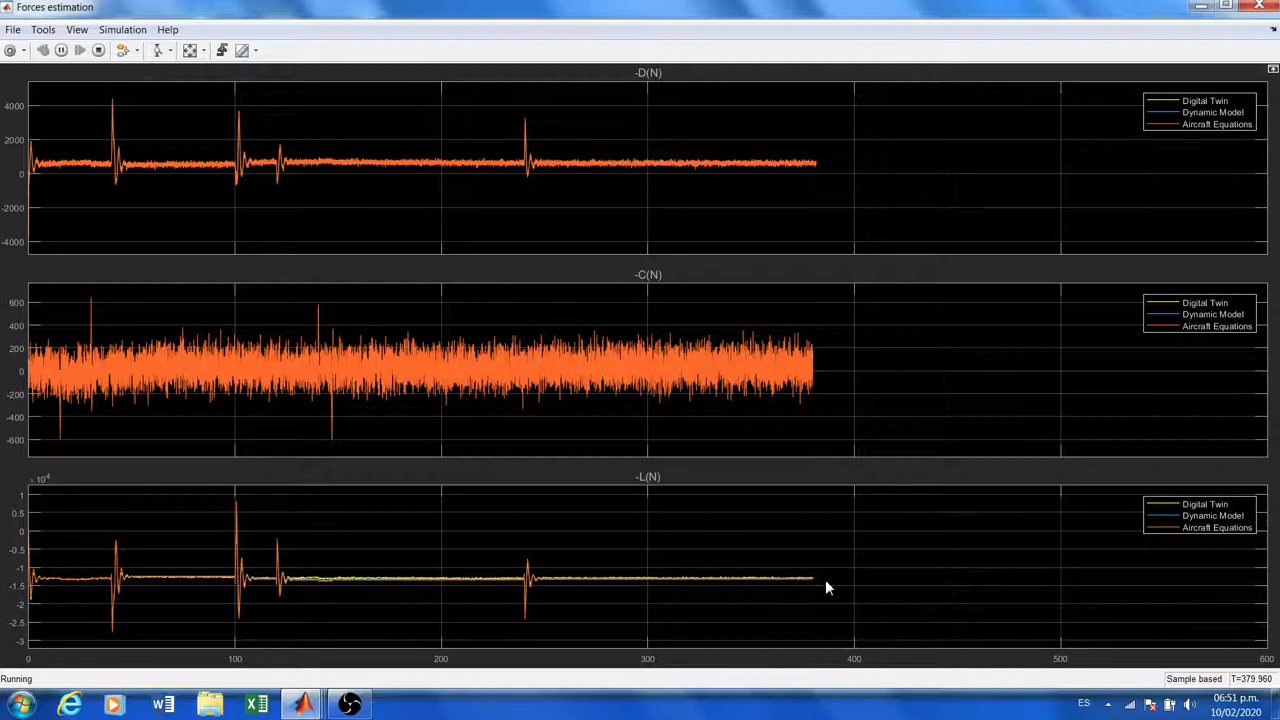 Forces estimation
File Tools View Simulation Help
-D(N)
4000
2000
0
-2000
-4000
Digital Twin
Dynamic Model
Aircraft Equations
-C(N)
600
400
200
0
-200
-400
-600
Digital Twin
Dynamic Model
Aircraft Equations
-L(N)
×10⁴
1
0.5
0
-0.5
-1
-1.5
-2
-2.5
-3
Digital Twin
Dynamic Model
Aircraft Equations
0 100 200 300 400 500 600
Running
Sample based T=379.960
ES
06:51 p.m.
10/02/2020